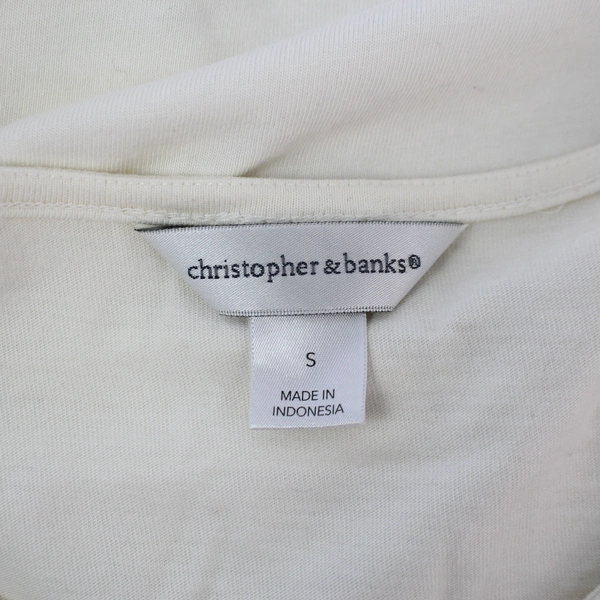 christopher & banks®
S
MADE IN
INDONESIA